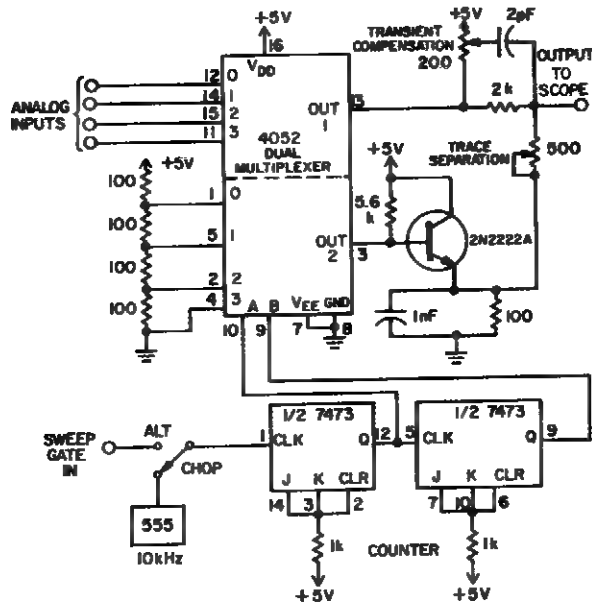 +5V
16
VDD
12 0
14 1
15 2
11 3
ANALOG
INPUTS
OUT
1
13
4052
DUAL
MULTIPLEXER
+5V
TRANSIENT
COMPENSATION
200
2pF
OUTPUT
TO
SCOPE
2k
TRACE
SEPARATION
500
+5V
100
100
100
100
1 0
5 1
2 2
4 3
+5V
5.6
k
OUT
2
3
2N2222A
A B
VEE GND
10 9 7 8
1nF
100
1/2 7473
1 CLK Q 12
J K CLR
14 3 2
1k
+5V
1/2 7473
5 CLK Q 9
J K CLR
7 10 6
1k
+5V
SWEEP
GATE
IN
ALT
CHOP
555
10kHz
COUNTER